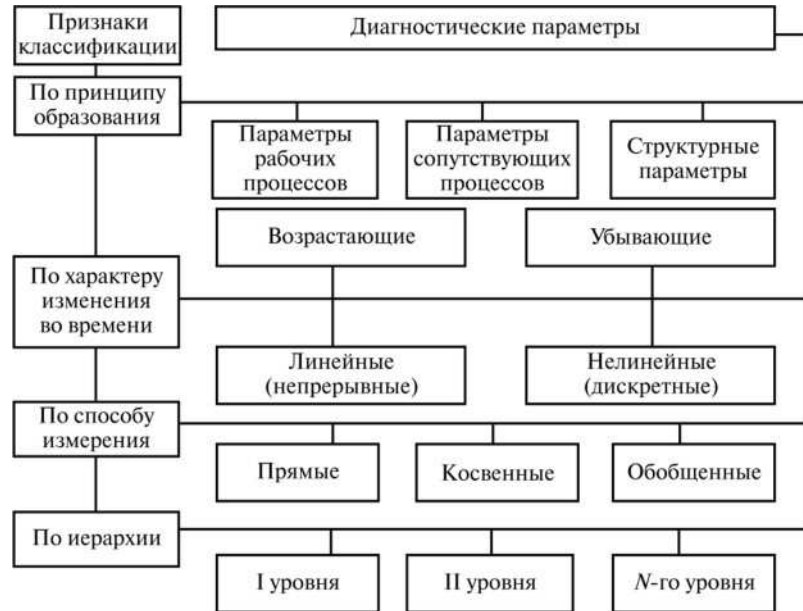 Признаки
классификации
Диагностические параметры
По принципу
образования
Параметры
рабочих
процессов
Параметры
сопутствующих
процессов
Структурные
параметры
Возрастающие
Убывающие
По характеру
изменения
во времени
Линейные
(непрерывные)
Нелинейные
(дискретные)
По способу
измерения
Прямые
Косвенные
Обобщенные
По иерархии
I уровня
II уровня
N-го уровня